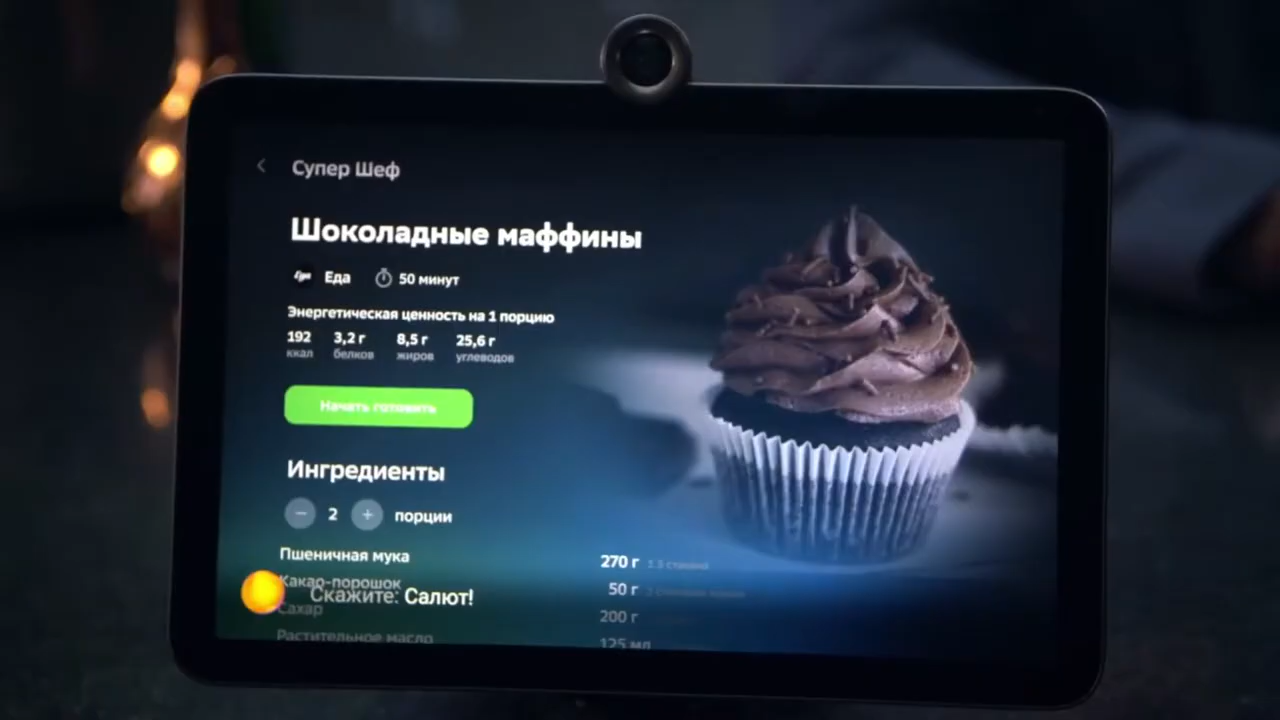 Супер Шеф
Шоколадные маффины
Еда 50 минут
Энергетическая ценность на 1 порцию
192 3,2 г 8,5 г 25,6 г
ккал белков жиров углеводов
Начать готовить
Ингредиенты
− 2 + порции
Пшеничная мука 270 г
Какао-порошок 50 г
Скажите: Салют!
Сахар 200 г
Растительное масло 125 мл